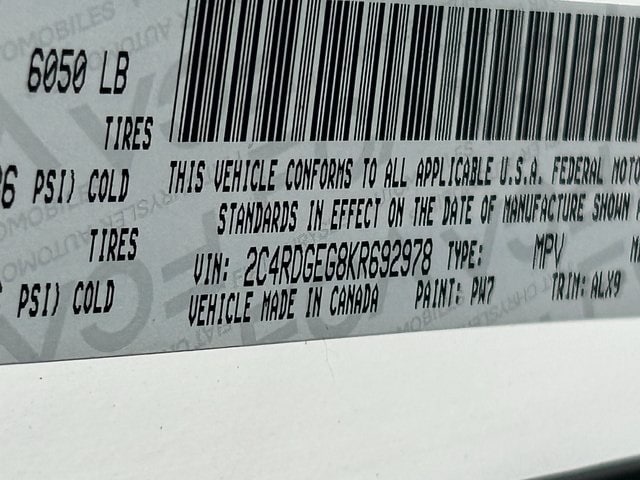 6050 LB
TIRES
PSI) COLD
TIRES
PSI) COLD
THIS VEHICLE CONFORMS TO ALL APPLICABLE U.S.A. FEDERAL MOTO
STANDARDS IN EFFECT ON THE DATE OF MANUFACTURE SHOWN
VIN: 2C4RDGEG8KR692978 TYPE: MPV
VEHICLE MADE IN CANADA PAINT: PW7 TRIM: ALX9